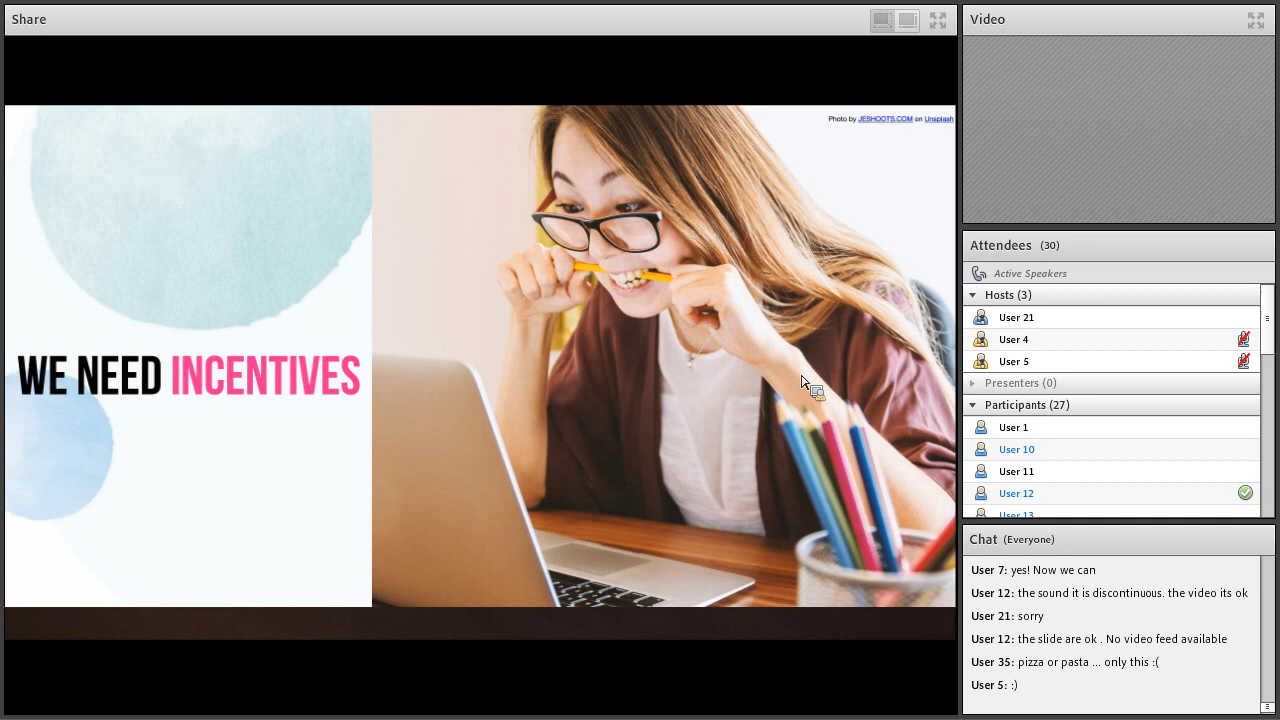 Share
Photo by JESHOOTS.COM on Unsplash
WE NEED INCENTIVES
Video
Attendees (30)
Active Speakers
Hosts (3)
User 21
User 4
User 5
Presenters (0)
Participants (27)
User 1
User 10
User 11
User 12
User 13
Chat (Everyone)
User 7: yes! Now we can
User 12: the sound it is discontinuous. the video its ok
User 21: sorry
User 12: the slide are ok . No video feed available
User 35: pizza or pasta ... only this :(
User 5: :)